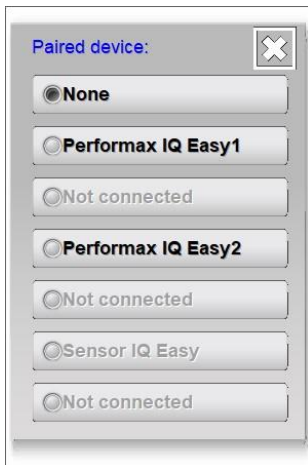 Paired device:
None
Performax IQ Easy1
Not connected
Performax IQ Easy2
Not connected
Sensor IQ Easy
Not connected